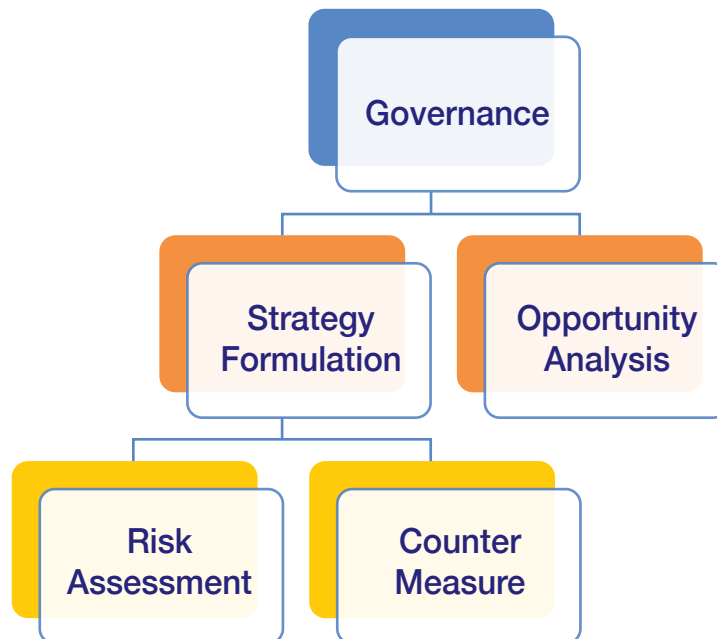 Governance
Strategy
Formulation
Opportunity
Analysis
Risk
Assessment
Counter
Measure